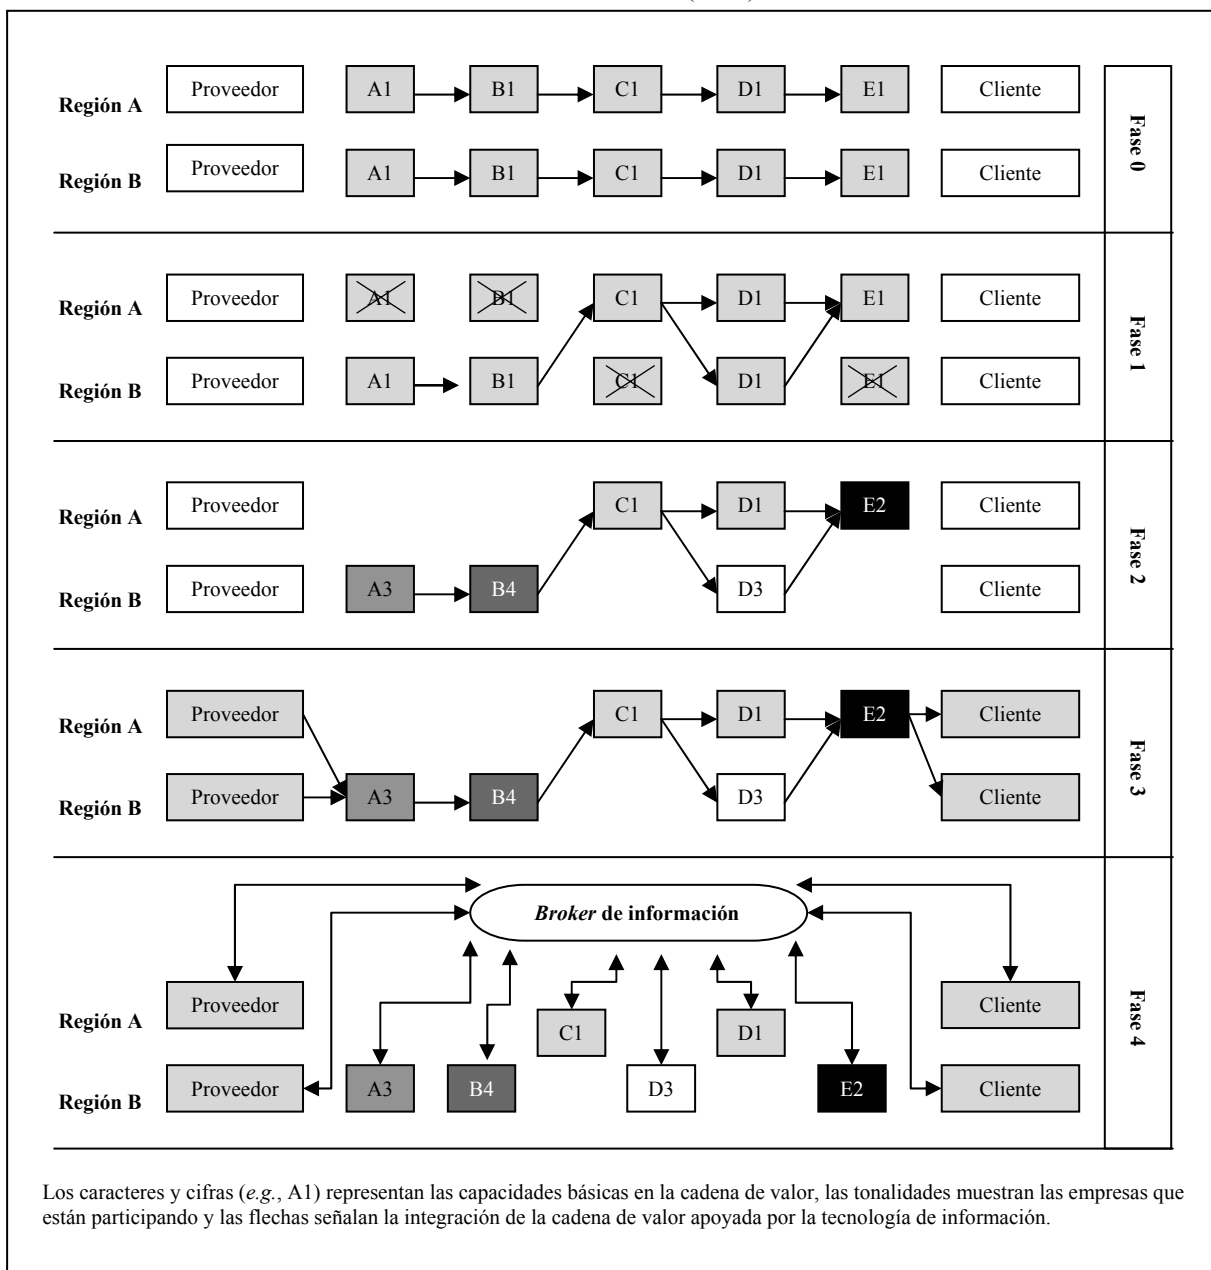 Proveedor A1 B1 C1 D1 E1 Cliente
Región A
Proveedor A1 B1 C1 D1 E1 Cliente
Región B
Fase 0
Proveedor A1 B1 C1 D1 E1 Cliente
Región A
Proveedor A1 B1 C1 D1 E1 Cliente
Región B
Fase 1
Proveedor C1 D1 E2 Cliente
Región A
Proveedor A3 B4 D3 Cliente
Región B
Fase 2
Proveedor C1 D1 E2 Cliente
Región A
Proveedor A3 B4 D3 Cliente
Región B
Fase 3
Broker de información
Proveedor Cliente
Región A
C1 D1
Proveedor A3 B4 D3 E2 Cliente
Región B
Fase 4
Los caracteres y cifras (e.g., A1) representan las capacidades básicas en la cadena de valor, las tonalidades muestran las empresas que
están participando y las flechas señalan la integración de la cadena de valor apoyada por la tecnología de información.